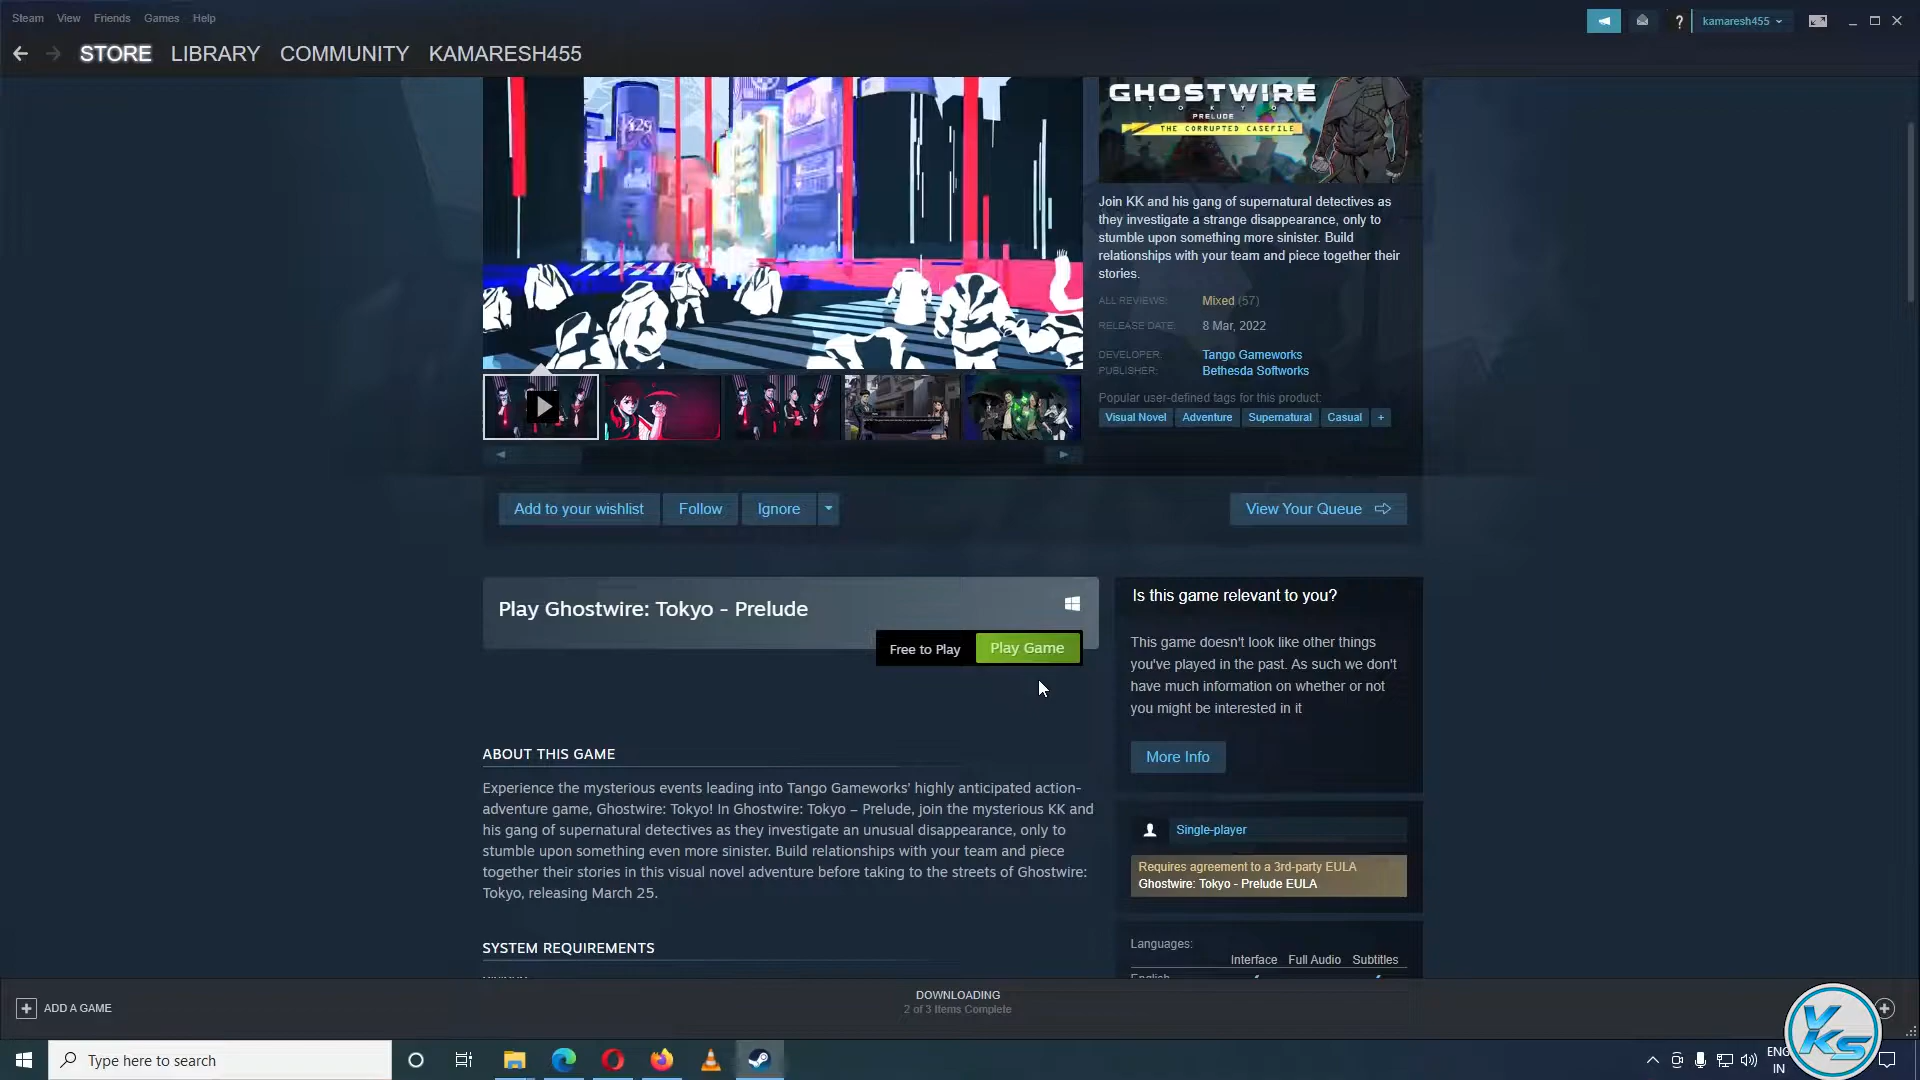 Steam View Friends Games Help
kamaresh455
STORE LIBRARY COMMUNITY KAMARESH455
GHOSTWIRE
TOKYO
PRELUDE
THE CORRUPTED CASEFILE
Join KK and his gang of supernatural detectives as
they investigate a strange disappearance, only to
stumble upon something more sinister. Build
relationships with your team and piece together their
stories.
ALL REVIEWS: Mixed (57)
RELEASE DATE: 8 Mar, 2022
DEVELOPER: Tango Gameworks
PUBLISHER: Bethesda Softworks
Popular user-defined tags for this product:
Visual Novel Adventure Supernatural Casual +
Add to your wishlist Follow Ignore View Your Queue
Play Ghostwire: Tokyo - Prelude
Free to Play Play Game
Is this game relevant to you?
This game doesn't look like other things
you've played in the past. As such we don't
have much information on whether or not
you might be interested in it
More Info
ABOUT THIS GAME
Experience the mysterious events leading into Tango Gameworks' highly anticipated action-
adventure game, Ghostwire: Tokyo! In Ghostwire: Tokyo – Prelude, join the mysterious KK and
his gang of supernatural detectives as they investigate an unusual disappearance, only to
stumble upon something even more sinister. Build relationships with your team and piece
together their stories in this visual novel adventure before taking to the streets of Ghostwire:
Tokyo, releasing March 25.
Single-player
Requires agreement to a 3rd-party EULA
Ghostwire: Tokyo - Prelude EULA
SYSTEM REQUIREMENTS
Languages:
Interface Full Audio Subtitles
English
ADD A GAME
DOWNLOADING
2 of 3 Items Complete
Type here to search
ENG
IN
YKS